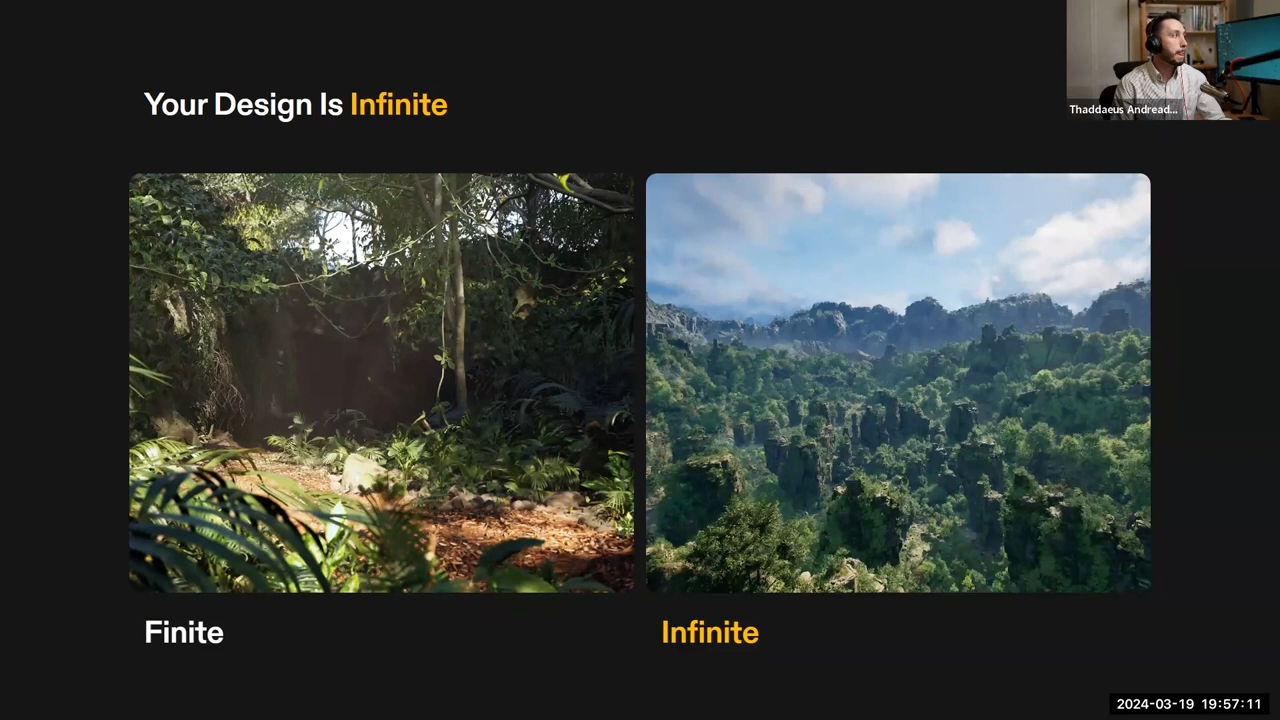 Your Design Is Infinite
Thaddaeus Andread...
Finite
Infinite
2024-03-19 19:57:11